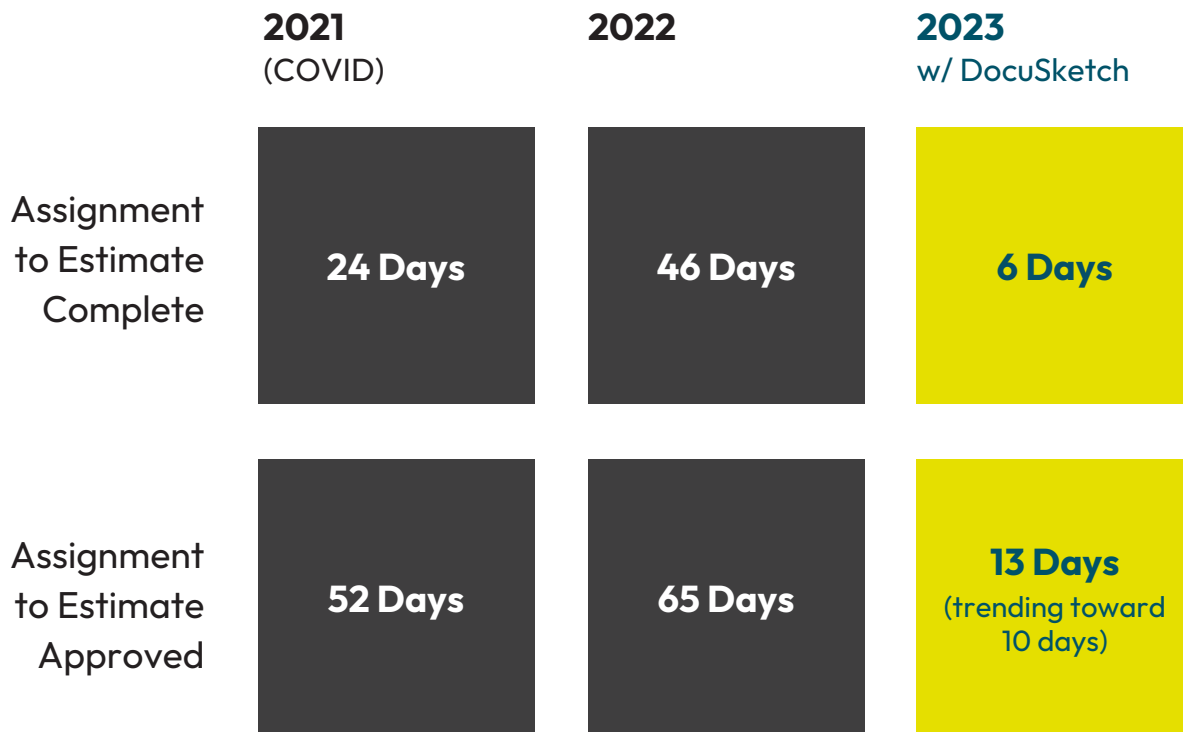 2021
(COVID)
2022
2023
w/ DocuSketch
Assignment
to Estimate
Complete
24 Days
46 Days
6 Days
Assignment
to Estimate
Approved
52 Days
65 Days
13 Days
(trending toward
10 days)